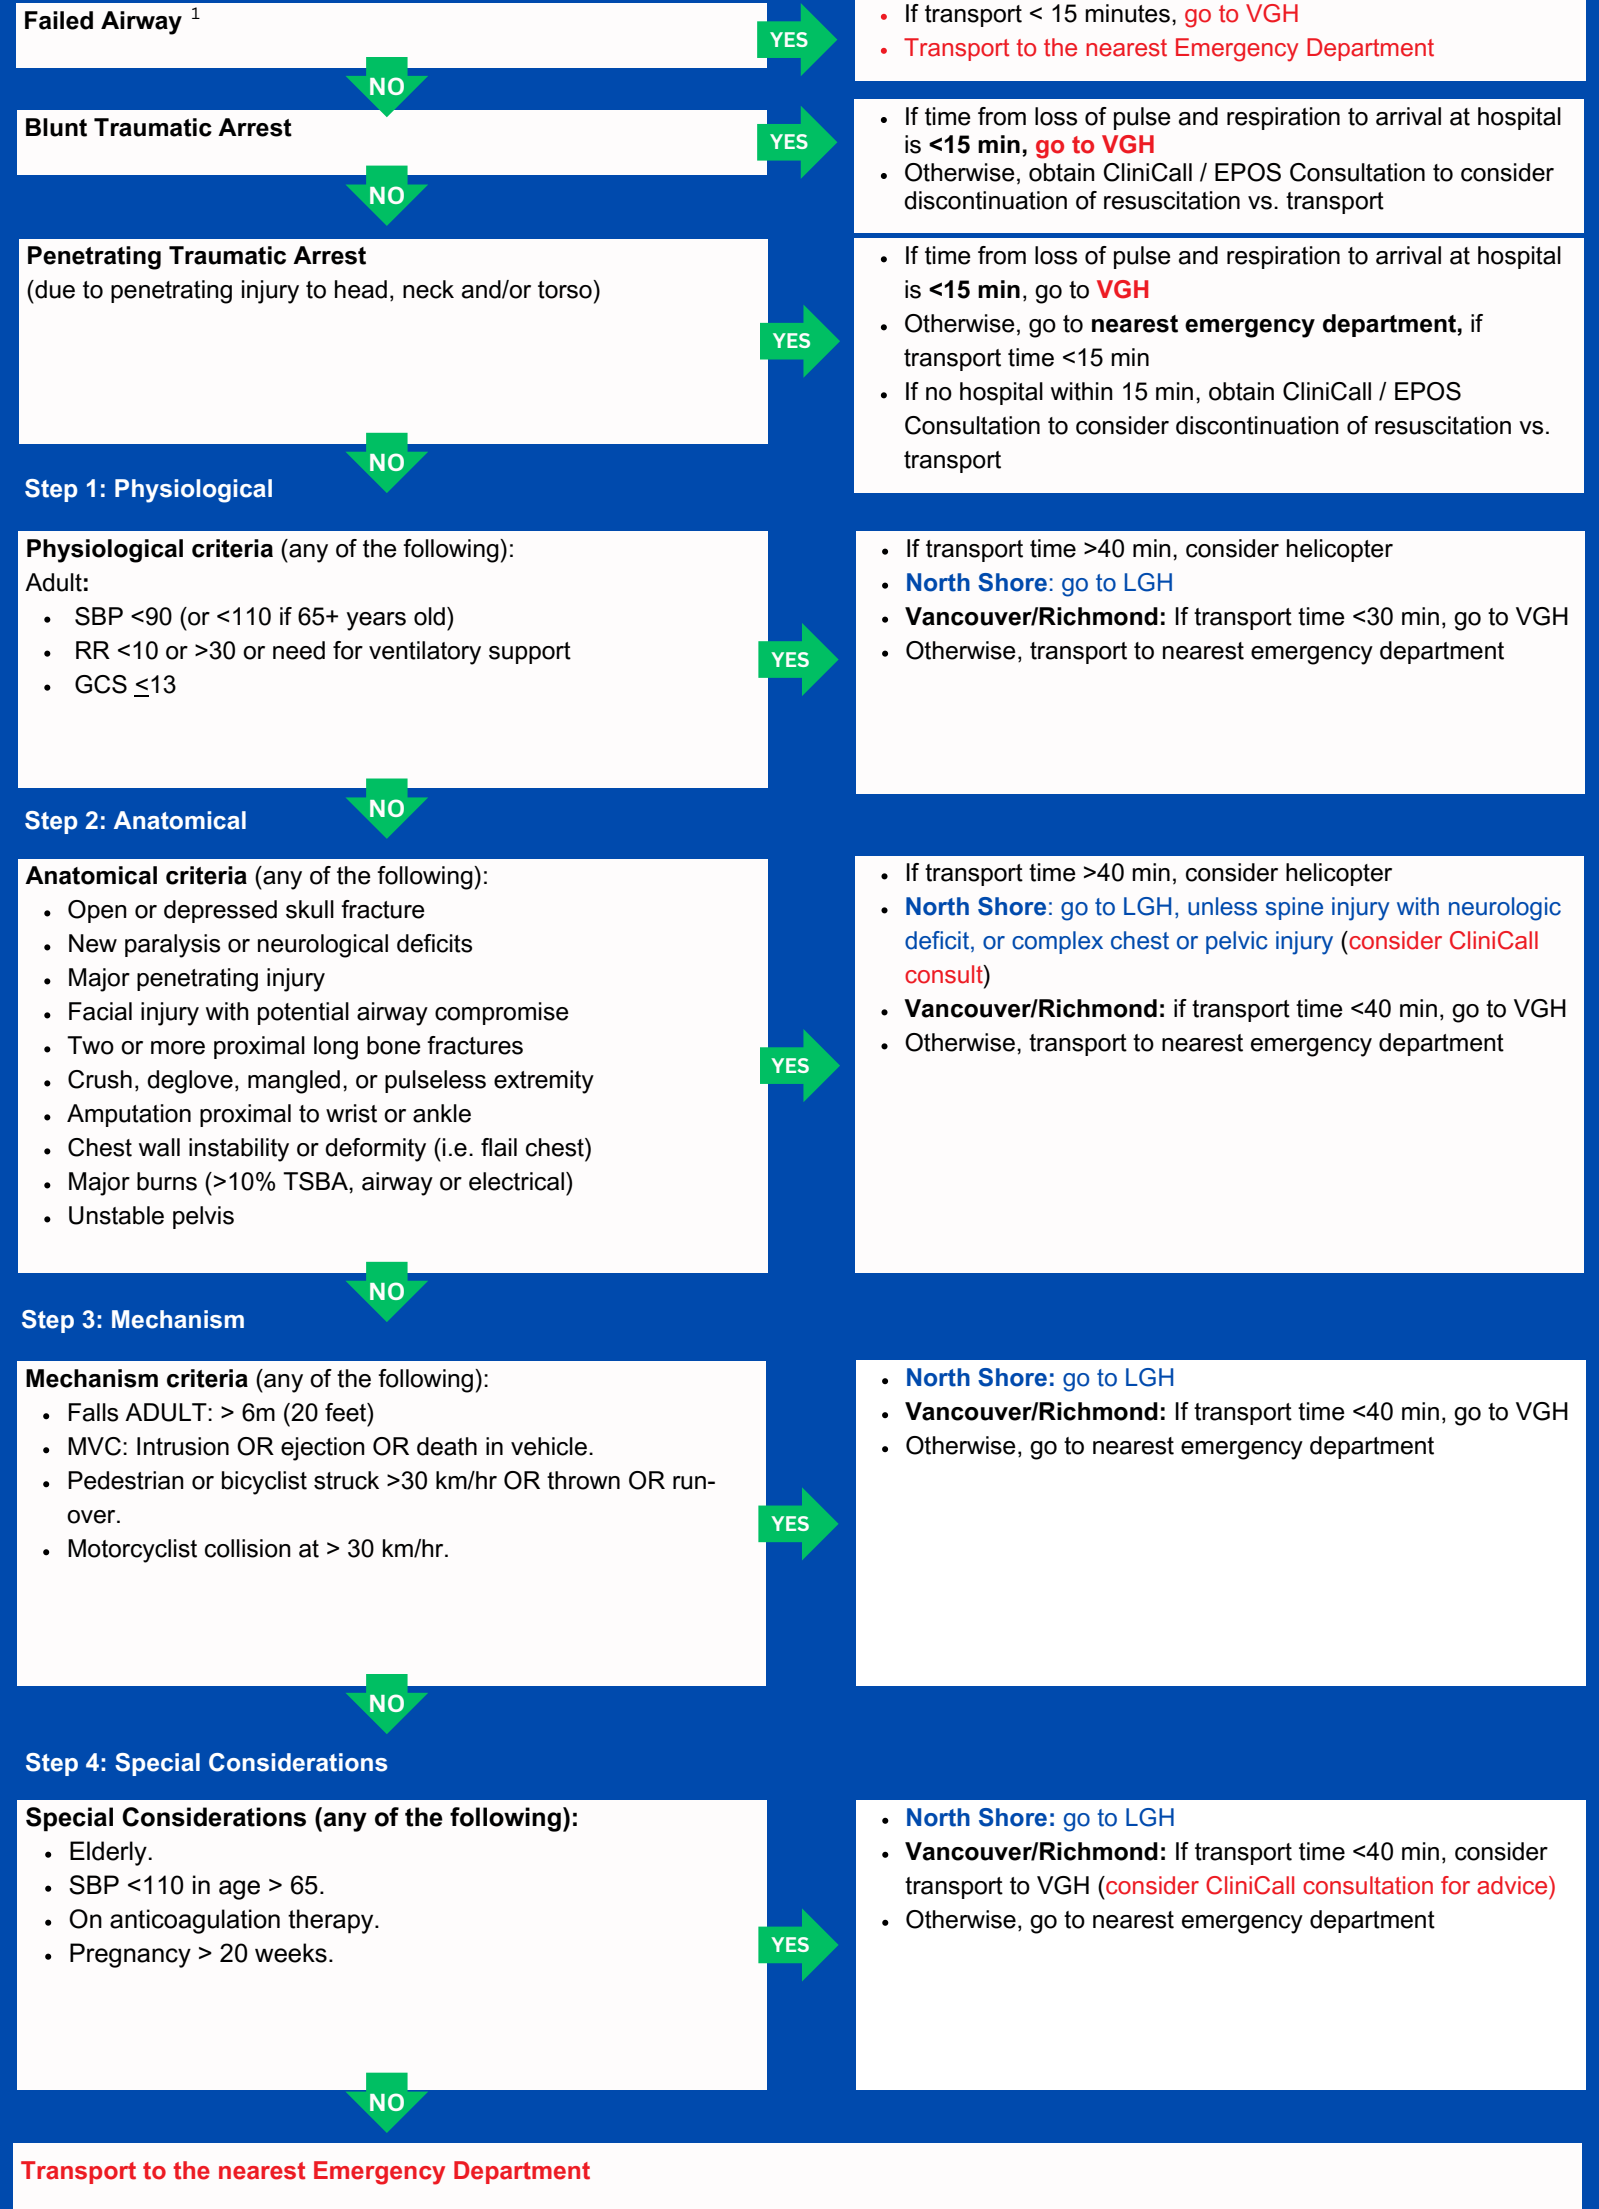 Failed Airway 1
YES
• If transport < 15 minutes, go to VGH
• Transport to the nearest Emergency Department
NO
Blunt Traumatic Arrest
YES
• If time from loss of pulse and respiration to arrival at hospital
is <15 min, go to VGH
• Otherwise, obtain CliniCall / EPOS Consultation to consider
discontinuation of resuscitation vs. transport
NO
Penetrating Traumatic Arrest
(due to penetrating injury to head, neck and/or torso)
YES
• If time from loss of pulse and respiration to arrival at hospital
is <15 min, go to VGH
• Otherwise, go to nearest emergency department, if
transport time <15 min
• If no hospital within 15 min, obtain CliniCall / EPOS
Consultation to consider discontinuation of resuscitation vs.
transport
NO
Step 1: Physiological
Physiological criteria (any of the following):
Adult:
• SBP <90 (or <110 if 65+ years old)
• RR <10 or >30 or need for ventilatory support
• GCS ≤13
YES
• If transport time >40 min, consider helicopter
• North Shore: go to LGH
• Vancouver/Richmond: If transport time <30 min, go to VGH
• Otherwise, transport to nearest emergency department
NO
Step 2: Anatomical
Anatomical criteria (any of the following):
• Open or depressed skull fracture
• New paralysis or neurological deficits
• Major penetrating injury
• Facial injury with potential airway compromise
• Two or more proximal long bone fractures
• Crush, deglove, mangled, or pulseless extremity
• Amputation proximal to wrist or ankle
• Chest wall instability or deformity (i.e. flail chest)
• Major burns (>10% TSBA, airway or electrical)
• Unstable pelvis
YES
• If transport time >40 min, consider helicopter
• North Shore: go to LGH, unless spine injury with neurologic
deficit, or complex chest or pelvic injury (consider CliniCall
consult)
• Vancouver/Richmond: if transport time <40 min, go to VGH
• Otherwise, transport to nearest emergency department
NO
Step 3: Mechanism
Mechanism criteria (any of the following):
• Falls ADULT: > 6m (20 feet)
• MVC: Intrusion OR ejection OR death in vehicle.
• Pedestrian or bicyclist struck >30 km/hr OR thrown OR run-
over.
• Motorcyclist collision at > 30 km/hr.
YES
• North Shore: go to LGH
• Vancouver/Richmond: If transport time <40 min, go to VGH
• Otherwise, go to nearest emergency department
NO
Step 4: Special Considerations
Special Considerations (any of the following):
• Elderly.
• SBP <110 in age > 65.
• On anticoagulation therapy.
• Pregnancy > 20 weeks.
YES
• North Shore: go to LGH
• Vancouver/Richmond: If transport time <40 min, consider
transport to VGH (consider CliniCall consultation for advice)
• Otherwise, go to nearest emergency department
NO
Transport to the nearest Emergency Department